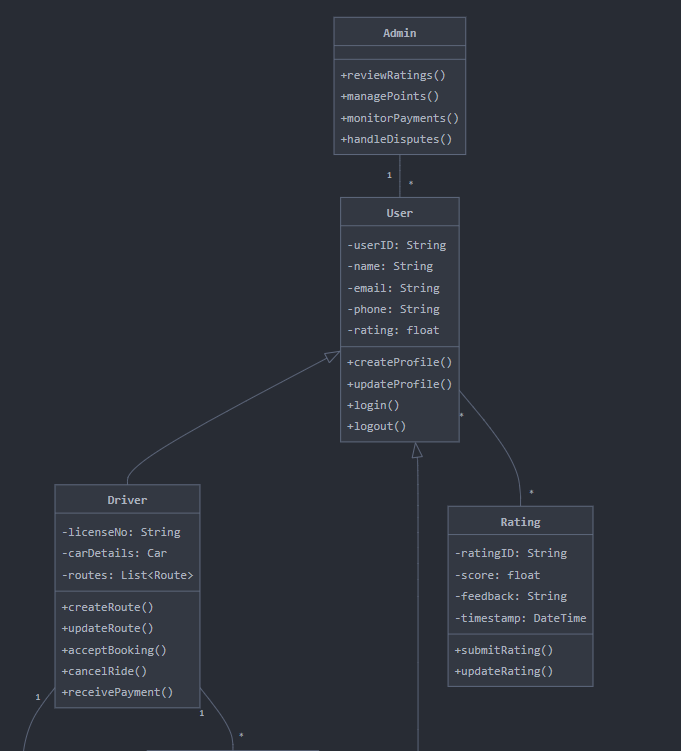 Admin
+reviewRatings()
+managePoints()
+monitorPayments()
+handleDisputes()
1
*
User
-userID: String
-name: String
-email: String
-phone: String
-rating: float
+createProfile()
+updateProfile()
+login()
+logout()
*
*
Driver
-licenseNo: String
-carDetails: Car
-routes: List<Route>
+createRoute()
+updateRoute()
+acceptBooking()
+cancelRide()
+receivePayment()
1
1
*
Rating
-ratingID: String
-score: float
-feedback: String
-timestamp: DateTime
+submitRating()
+updateRating()